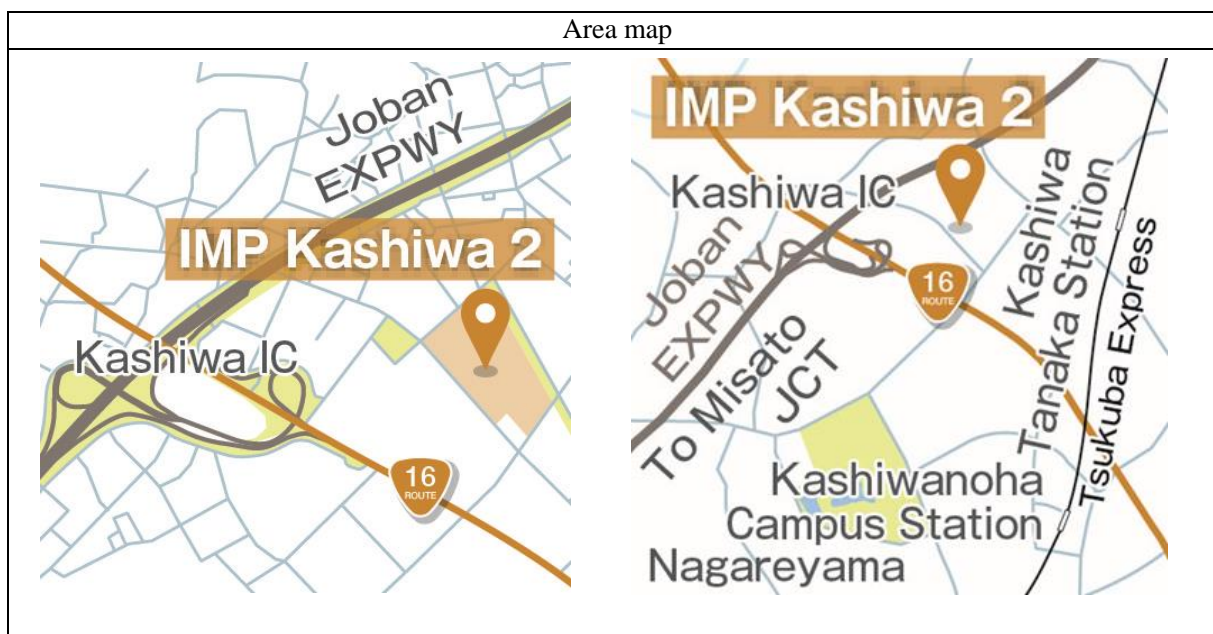 Area map
Joban
EXPWY
IMP Kashiwa 2
Kashiwa IC
16
ROUTE
IMP Kashiwa 2
Kashiwa IC
Joban
EXPWY
To Misato
JCT
16
ROUTE
Kashiwa
Tanaka Station
Tsukuba Express
Kashiwanoha
Campus Station
Nagareyama